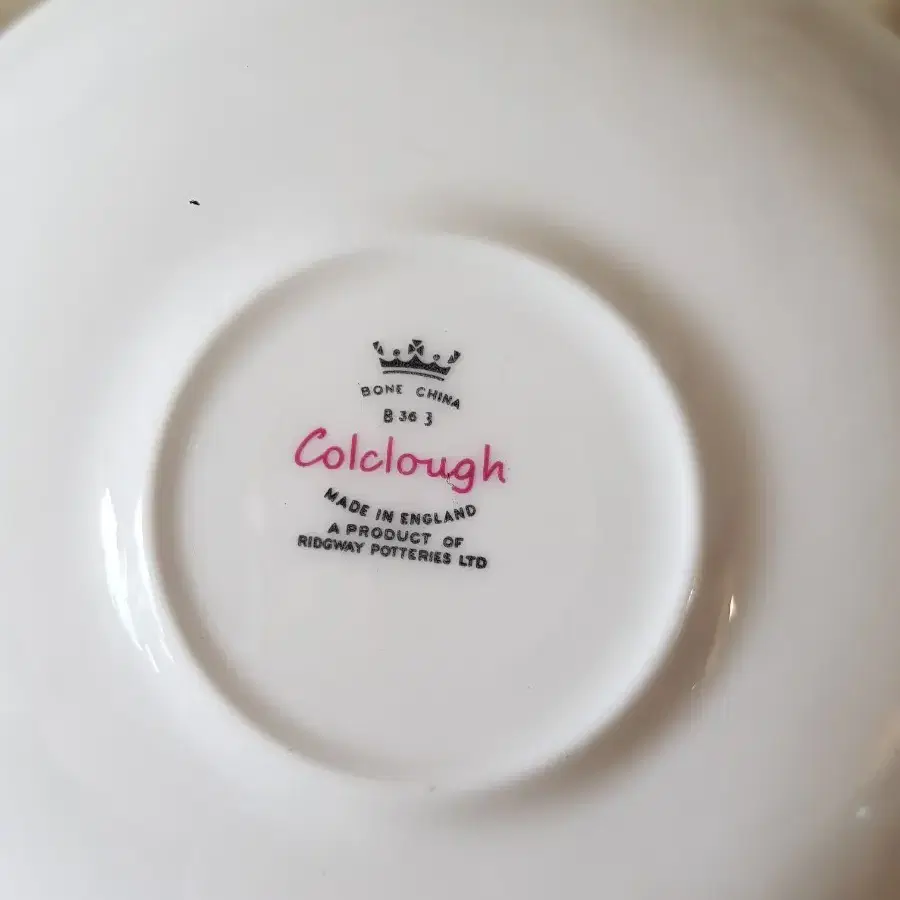 BONE CHINA
B 36 3
Colclough
MADE IN ENGLAND
A PRODUCT OF
RIDGWAY POTTERIES LTD